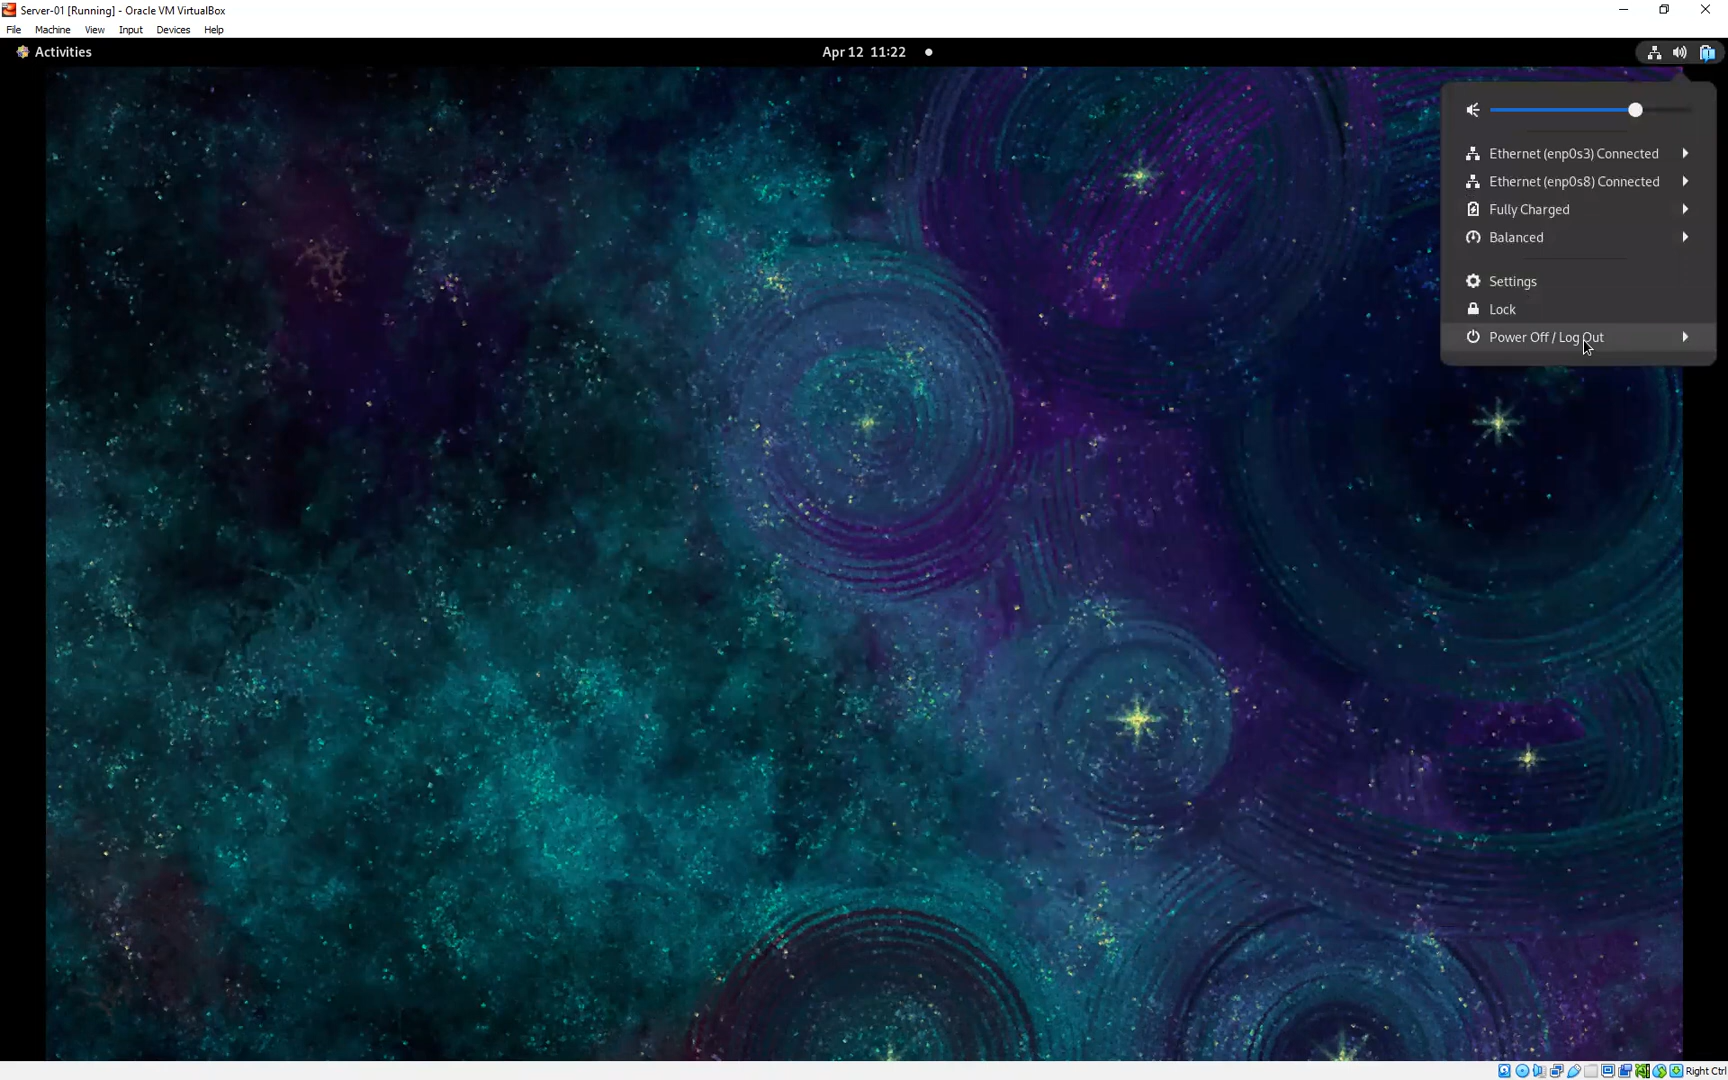 Server-01 [Running] - Oracle VM VirtualBox
File Machine View Input Devices Help
Activities
Apr 12 11:22
Ethernet (enp0s3) Connected
Ethernet (enp0s8) Connected
Fully Charged
Balanced
Settings
Lock
Power Off / Log Out
Right Ctrl